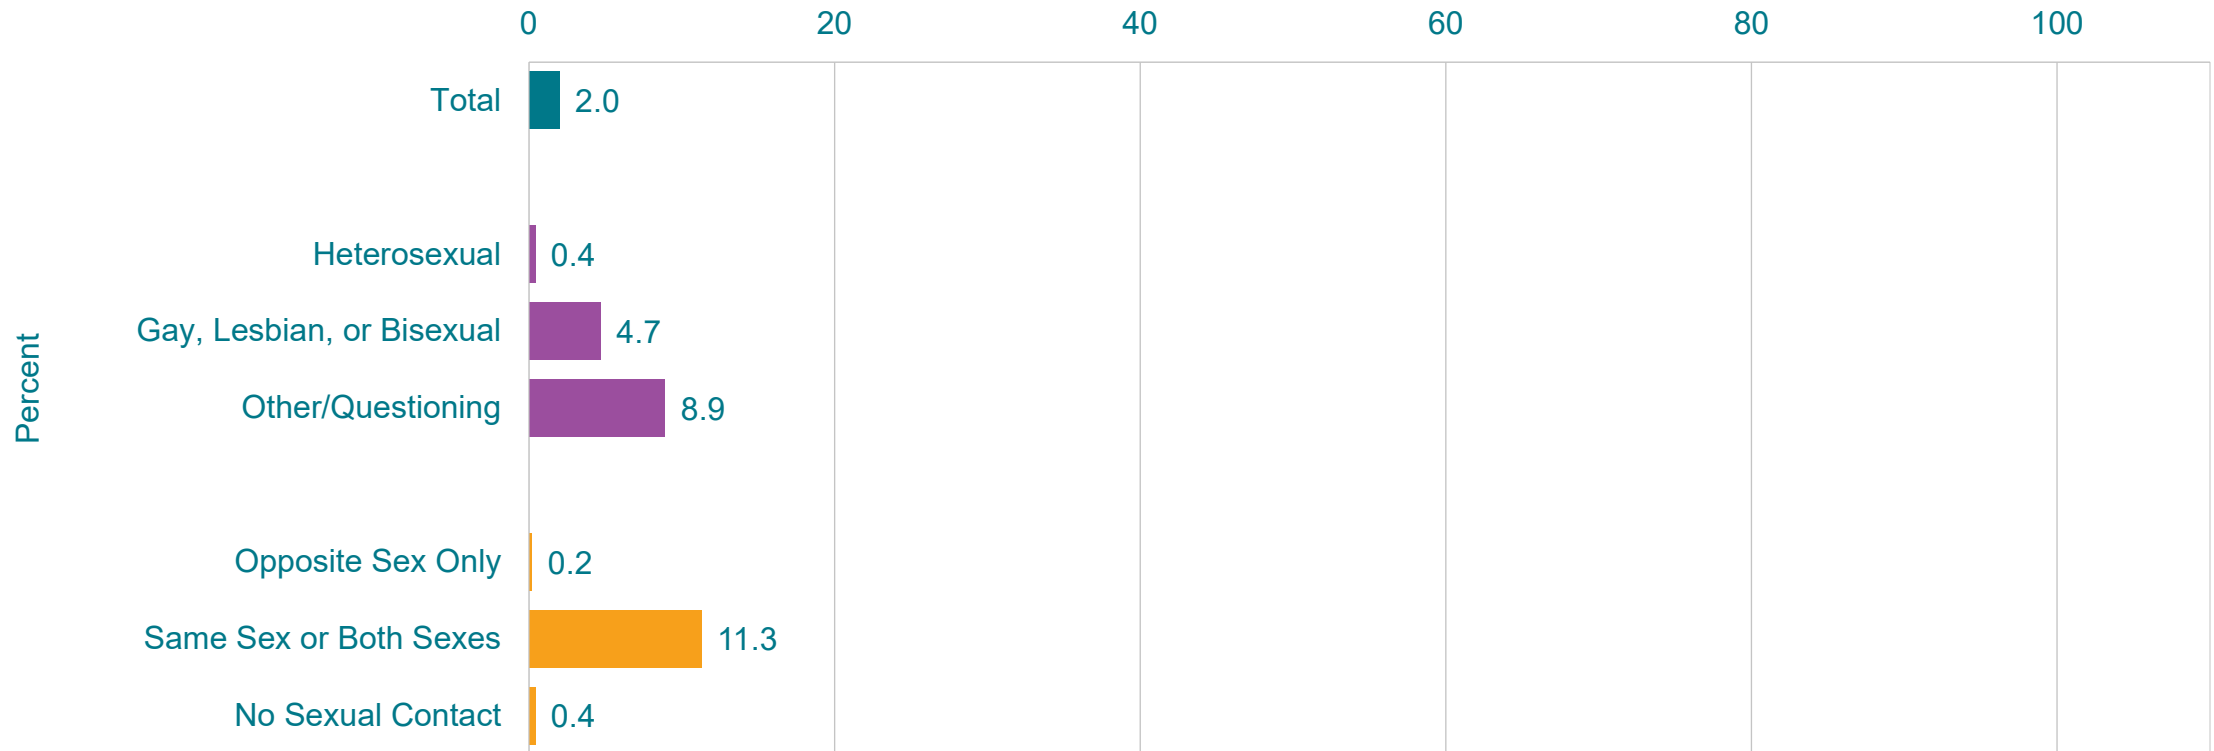 0 20 40 60 80 100
Total 2.0
Heterosexual 0.4
Gay, Lesbian, or Bisexual 4.7
Other/Questioning 8.9
Percent
Opposite Sex Only 0.2
Same Sex or Both Sexes 11.3
No Sexual Contact 0.4